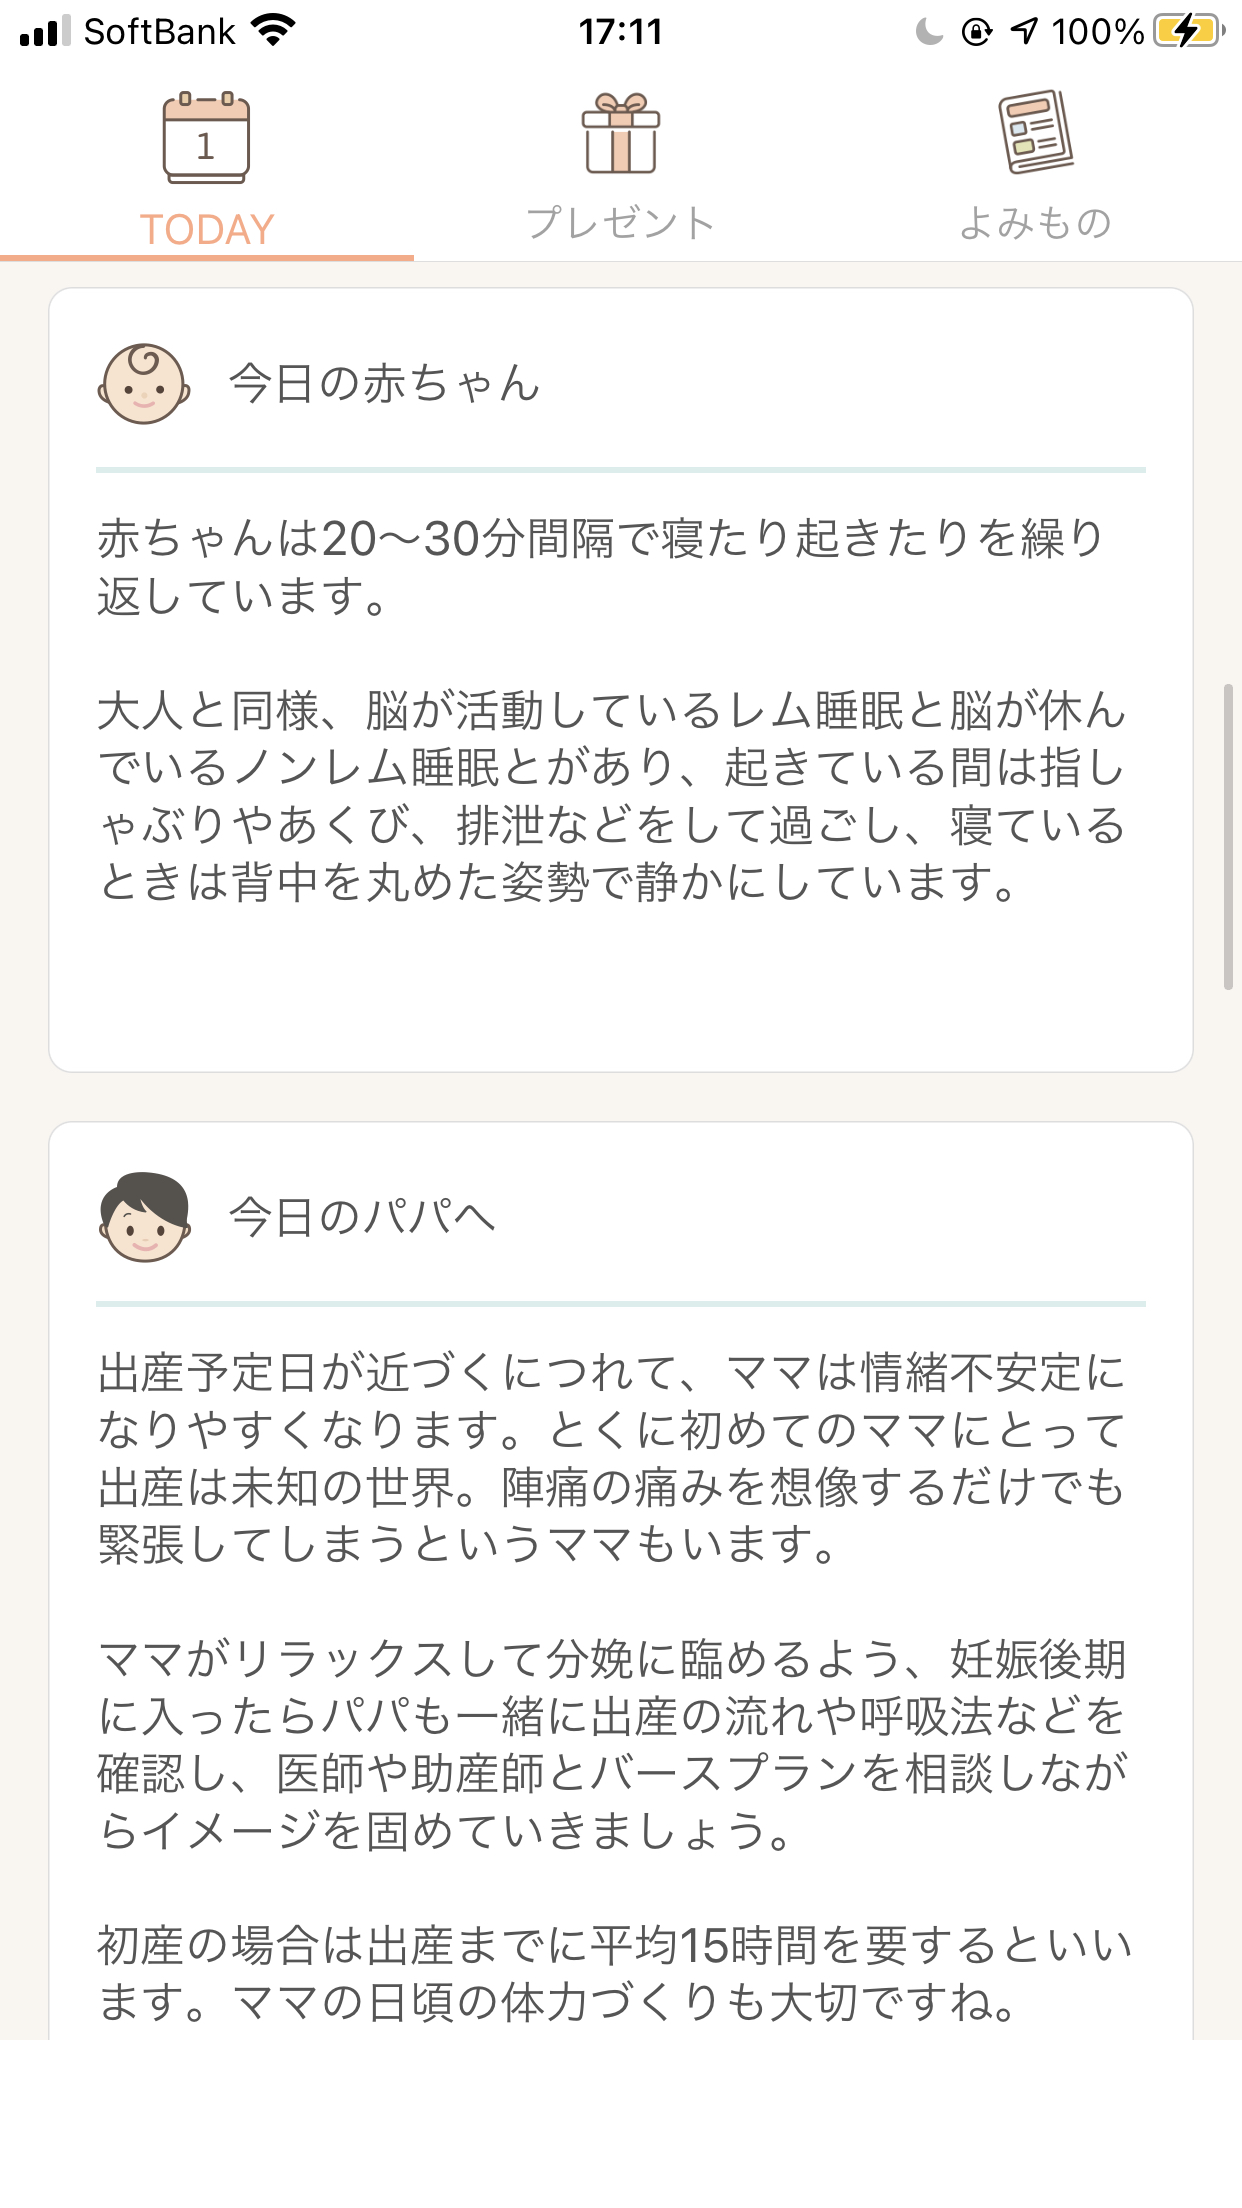 SoftBank 17:11 100%
1
TODAY プレゼント よみもの
今日の赤ちゃん
赤ちゃんは20〜30分間隔で寝たり起きたりを繰り
返しています。
大人と同様、脳が活動しているレム睡眠と脳が休ん
でいるノンレム睡眠とがあり、起きている間は指し
ゃぶりやあくび、排泄などをして過ごし、寝ている
ときは背中を丸めた姿勢で静かにしています。
今日のパパへ
出産予定日が近づくにつれて、ママは情緒不安定に
なりやすくなります。とくに初めてのママにとって
出産は未知の世界。陣痛の痛みを想像するだけでも
緊張してしまうというママもいます。
ママがリラックスして分娩に臨めるよう、妊娠後期
に入ったらパパも一緒に出産の流れや呼吸法などを
確認し、医師や助産師とバースプランを相談しなが
らイメージを固めていきましょう。
初産の場合は出産までに平均15時間を要するといい
ます。ママの日頃の体力づくりも大切ですね。